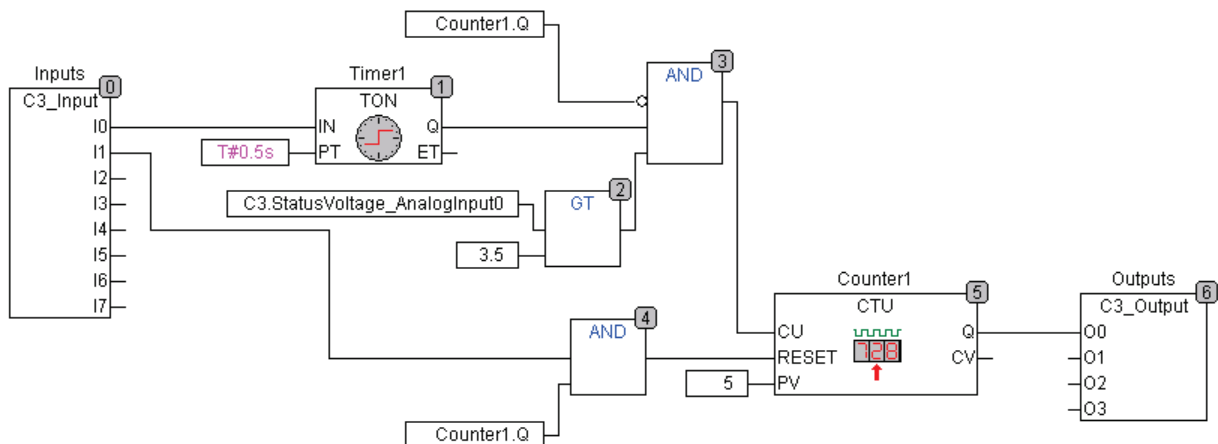 Counter1.Q
Inputs
0
C3_Input
I0
I1
I2
I3
I4
I5
I6
I7
Timer1
1
TON
IN
Q
PT
ET
T#0.5s
3
AND
C3.StatusVoltage_AnalogInput0
2
GT
3.5
4
AND
Counter1.Q
Counter1
5
CTU
CU
Q
RESET
CV
PV
728
5
Outputs
6
C3_Output
O0
O1
O2
O3